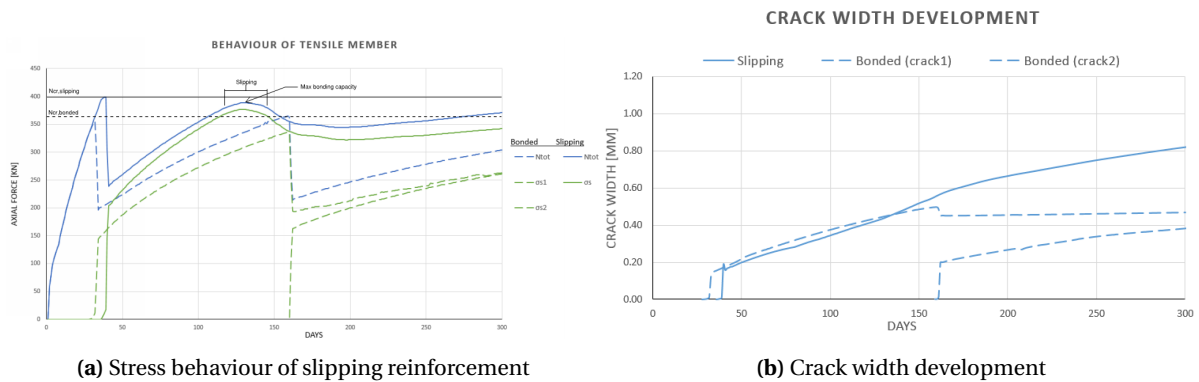 BEHAVIOUR OF TENSILE MEMBER
450
400
350
300
250
200
150
100
50
0
Ncr,slipping
Ncr,bonded
Slipping
Max bonding capacity
AXIAL FORCE [KN]
0 50 100 150 200 250 300
DAYS
Bonded Slipping
Ntot Ntot
σs1 σs
σs2
(a) Stress behaviour of slipping reinforcement
CRACK WIDTH DEVELOPMENT
Slipping Bonded (crack1) Bonded (crack2)
1.20
1.00
0.80
0.60
0.40
0.20
0.00
CRACK WIDTH [MM]
0 50 100 150 200 250 300
DAYS
(b) Crack width development